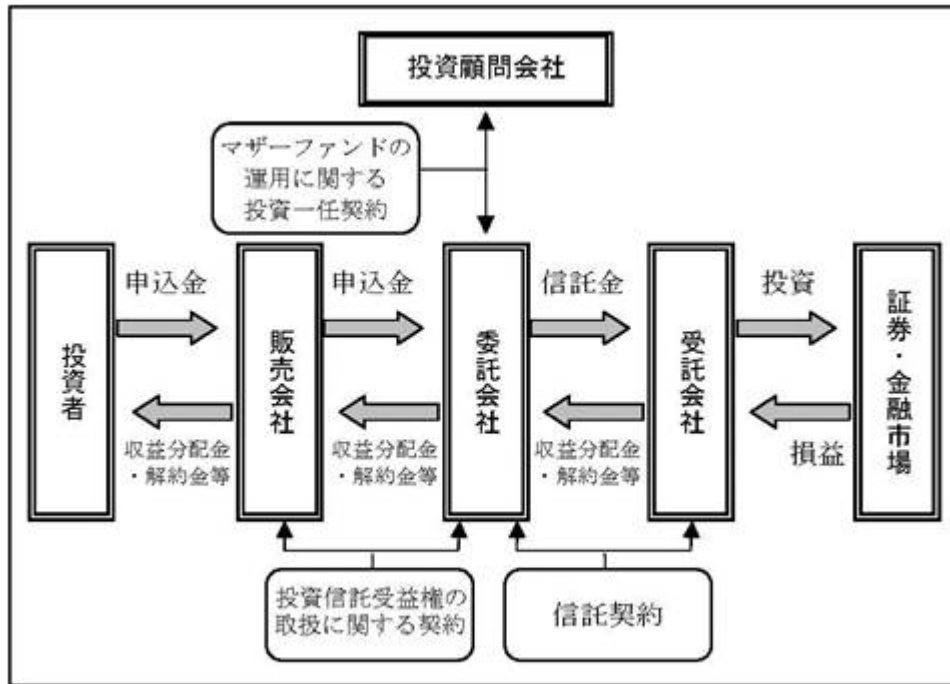 投資顧問会社
マザーファンドの
運用に関する
投資一任契約
投資者
申込金
収益分配金
・解約金等
販売会社
申込金
収益分配金
・解約金等
委託会社
信託金
収益分配金
・解約金等
受託会社
投資
損益
証券・金融市場
投資信託受益権の
取扱に関する契約
信託契約